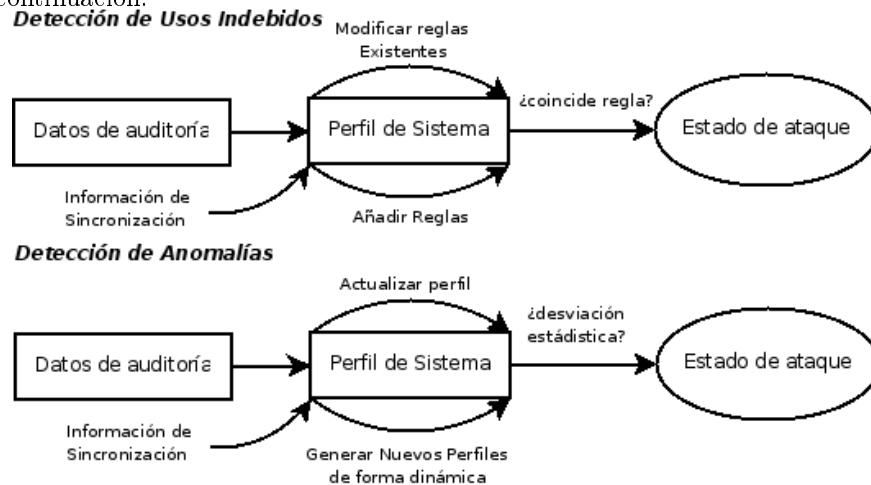 continuación:
Detección de Usos Indebidos
Modificar reglas
Existentes
Datos de auditoría
Perfil de Sistema
¿coincide regla?
Estado de ataque
Información de
Sincronización
Añadir Reglas
Detección de Anomalías
Actualizar perfil
Datos de auditoría
Perfil de Sistema
¿desviación
estádistica?
Estado de ataque
Información de
Sincronización
Generar Nuevos Perfiles
de forma dinámica